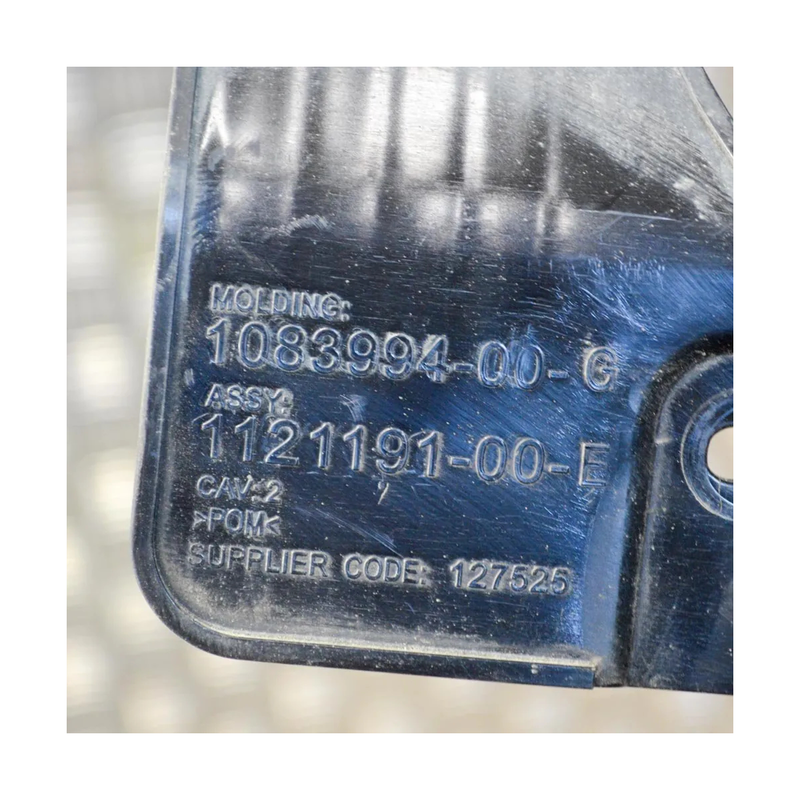 MOLDING:
1083994-00-G
ASSY:
1121191-00-E
CAV:2
>POM<
SUPPLIER CODE: 127525